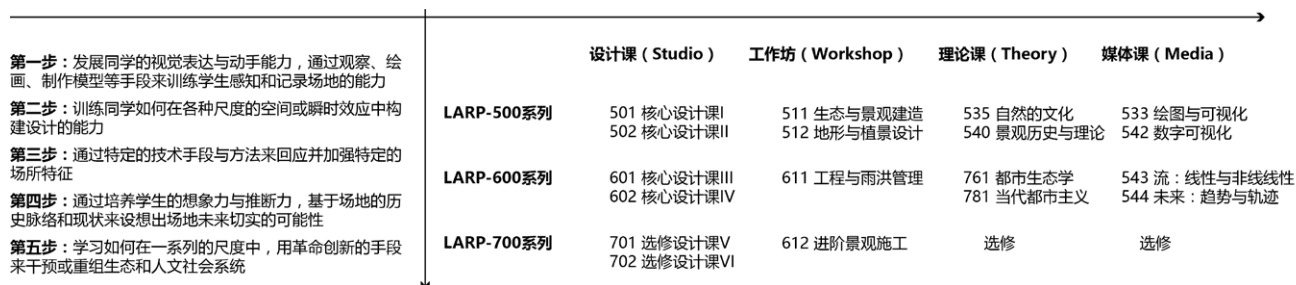 第一步：发展同学的视觉表达与动手能力，通过观察、绘
画、制作模型等手段来训练学生感知和记录场地的能力
第二步：训练同学如何在各种尺度的空间或瞬时效应中构
建设计的能力
第三步：通过特定的技术手段与方法来回应并加强特定的
场所特征
第四步：通过培养学生的想象力与推断力，基于场地的历
史脉络和现状来设想出场地未来切实的可能性
第五步：学习如何在一系列的尺度中，用革命创新的手段
来干预或重组生态和人文社会系统
设计课（Studio） 工作坊（Workshop） 理论课（Theory） 媒体课（Media）
LARP-500系列 501 核心设计课I 511 生态与景观建造 535 自然的文化 533 绘图与可视化
502 核心设计课II 512 地形与植景设计 540 景观历史与理论 542 数字可视化
LARP-600系列 601 核心设计课III 611 工程与雨洪管理 761 都市生态学 543 流：线性与非线线性
602 核心设计课IV 781 当代都市主义 544 未来：趋势与轨迹
LARP-700系列 701 选修设计课V 612 进阶景观施工 选修 选修
702 选修设计课VI